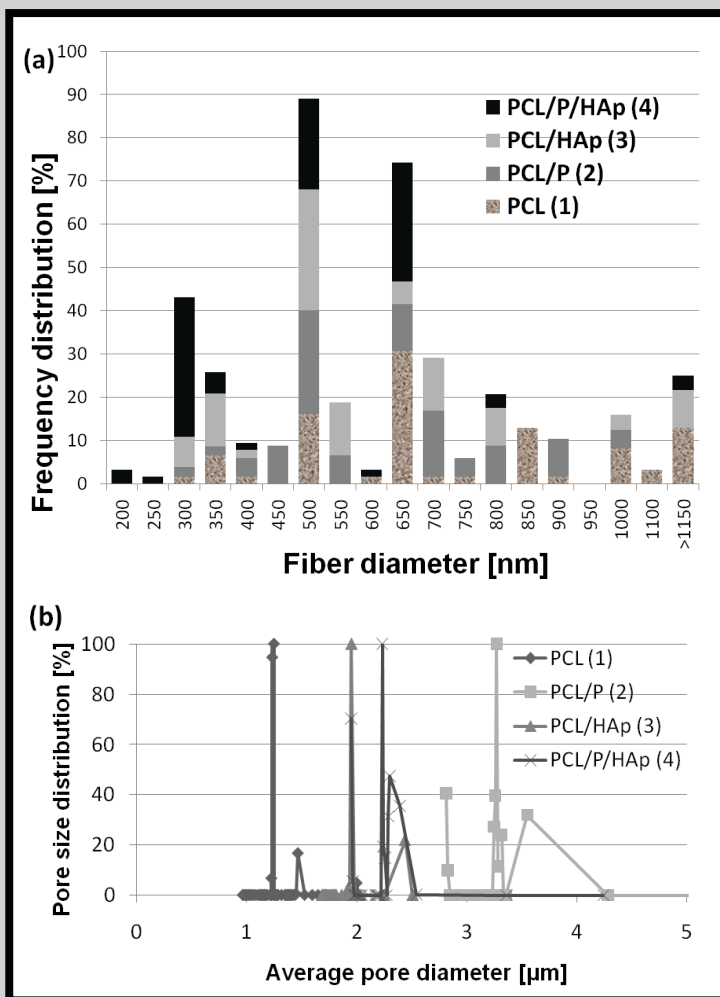 (a)
Frequency distribution [%]
100
90
80
70
60
50
40
30
20
10
0
PCL/P/HAp (4)
PCL/HAp (3)
PCL/P (2)
PCL (1)
200 250 300 350 400 450 500 550 600 650 700 750 800 850 900 950 1000 1100 >1150
Fiber diameter [nm]
(b)
Pore size distribution [%]
100
80
60
40
20
0
PCL (1)
PCL/P (2)
PCL/HAp (3)
PCL/P/HAp (4)
0 1 2 3 4 5
Average pore diameter [µm]